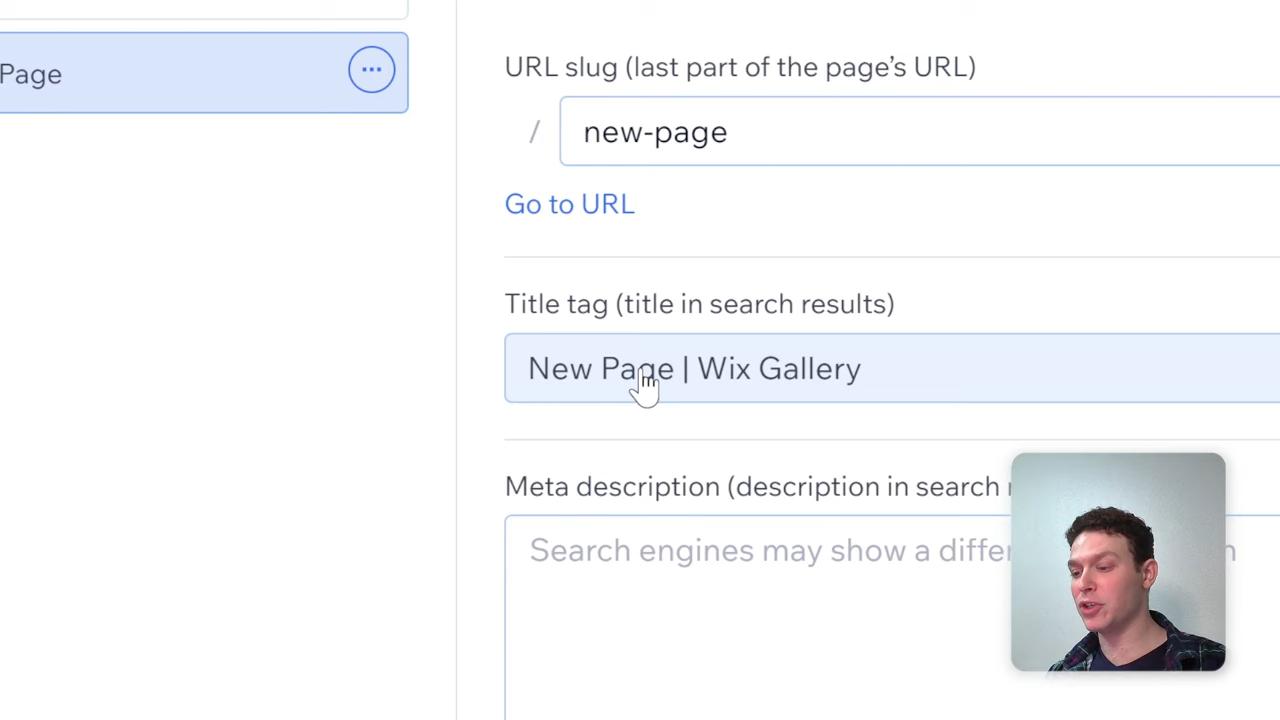 Page
URL slug (last part of the page's URL)
/ new-page
Go to URL
Title tag (title in search results)
New Page | Wix Gallery
Meta description (description in search
Search engines may show a differ